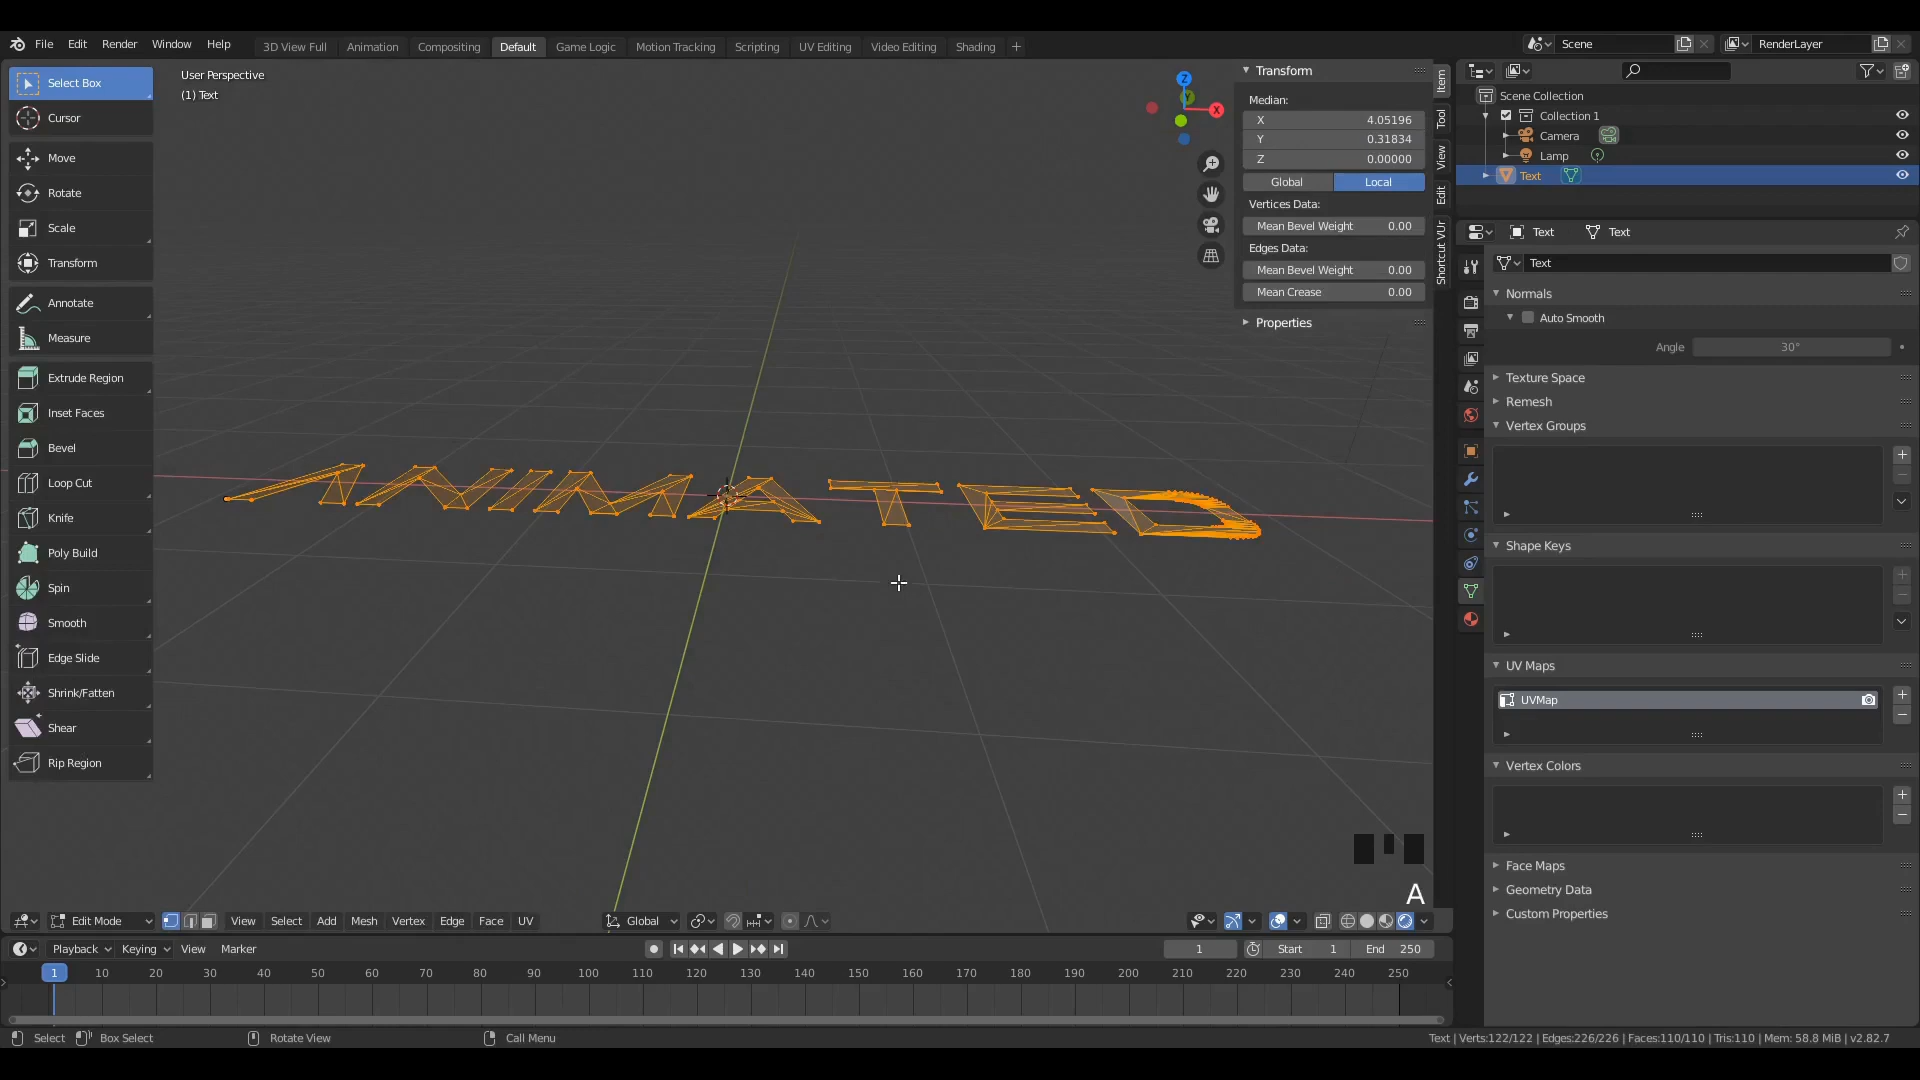 File Edit Render Window Help 3D View Full Animation Compositing Default Game Logic Motion Tracking Scripting UV Editing Video Editing Shading + Scene RenderLayer
Select Box
Cursor
Move
Rotate
Scale
Transform
Annotate
Measure
Extrude Region
Inset Faces
Bevel
Loop Cut
Knife
Poly Build
Spin
Smooth
Edge Slide
Shrink/Fatten
Shear
Rip Region
User Perspective
(1) Text
ANIMATED
Z
Y
X
Transform
Median:
X 4.05196
Y 0.31834
Z 0.00000
Global Local
Vertices Data:
Mean Bevel Weight 0.00
Edges Data:
Mean Bevel Weight 0.00
Mean Crease 0.00
Properties
Item
Tool
View
Edit
Shortcut VUr
A
Scene Collection
Collection 1
Camera
Lamp
Text
Text Text
Text
Normals
Auto Smooth
Angle 30°
Texture Space
Remesh
Vertex Groups
Shape Keys
UV Maps
UVMap
Vertex Colors
Face Maps
Geometry Data
Custom Properties
Edit Mode View Select Add Mesh Vertex Edge Face UV Global
Playback Keying View Marker 1 Start 1 End 250
1 10 20 30 40 50 60 70 80 90 100 110 120 130 140 150 160 170 180 190 200 210 220 230 240 250
Select Box Select Rotate View Call Menu Text | Verts:122/122 | Edges:226/226 | Faces:110/110 | Tris:110 | Mem: 58.8 MiB | v2.82.7